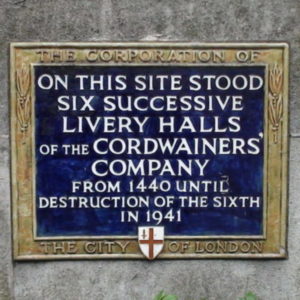 THE CORPORATION OF
ON THIS SITE STOOD
SIX SUCCESSIVE
LIVERY HALLS
OF THE CORDWAINERS'
COMPANY
FROM 1440 UNTIL
DESTRUCTION OF THE SIXTH
IN 1941
THE CITY OF LONDON